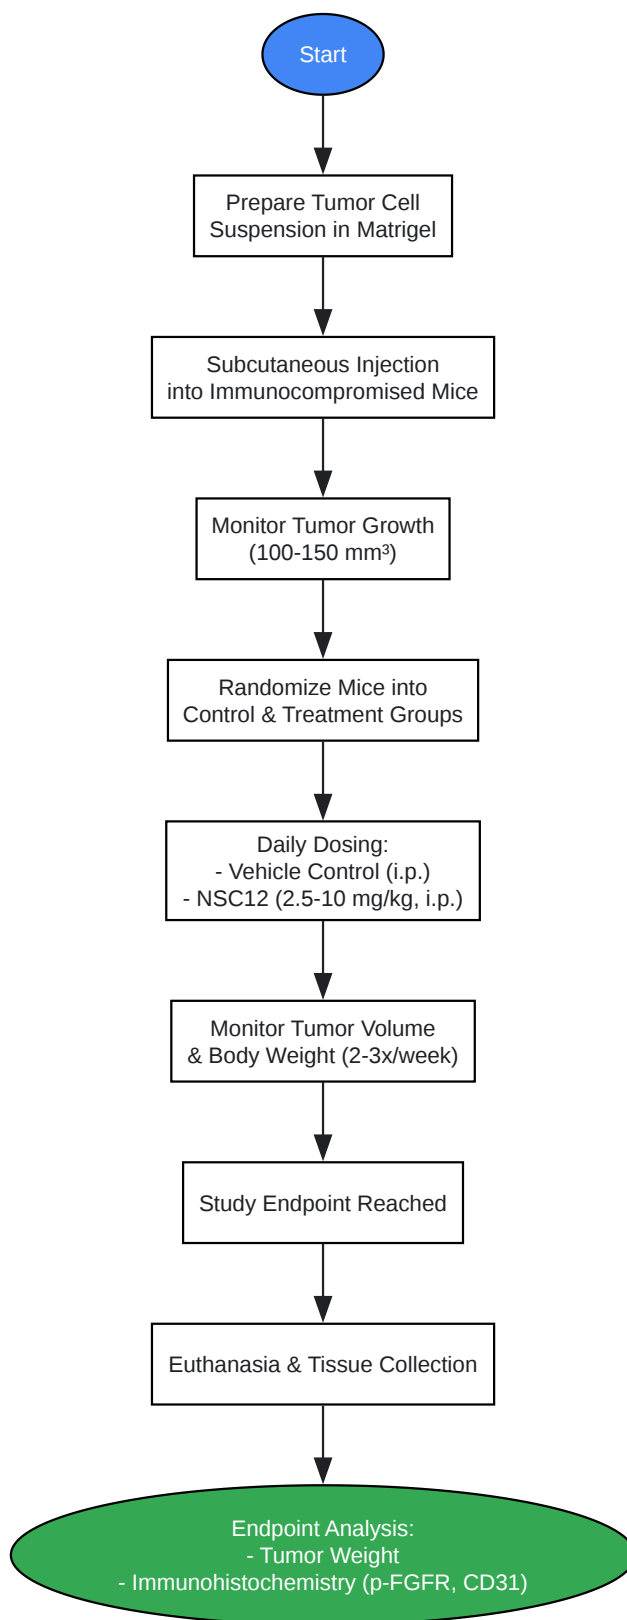 Start
Prepare Tumor Cell
Suspension in Matrigel
Subcutaneous Injection
into Immunocompromised Mice
Monitor Tumor Growth
(100-150 mm³)
Randomize Mice into
Control & Treatment Groups
Daily Dosing:
- Vehicle Control (i.p.)
- NSC12 (2.5-10 mg/kg, i.p.)
Monitor Tumor Volume
& Body Weight (2-3x/week)
Study Endpoint Reached
Euthanasia & Tissue Collection
Endpoint Analysis:
- Tumor Weight
- Immunohistochemistry (p-FGFR, CD31)